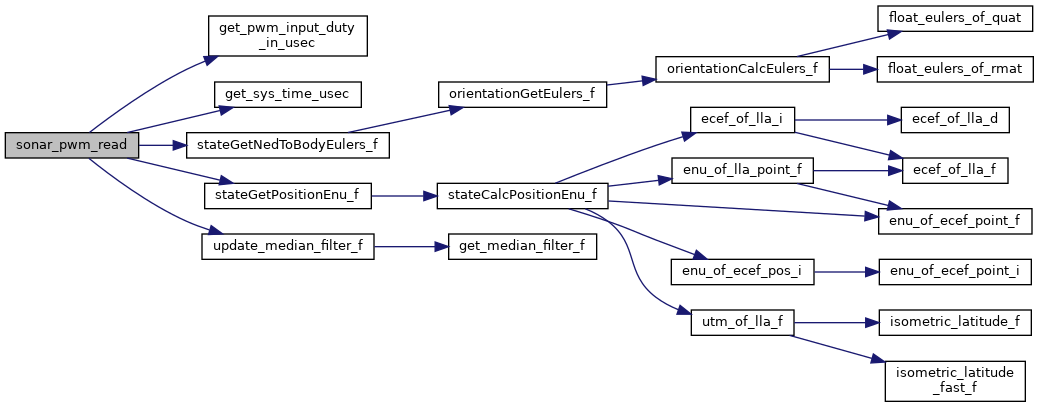 sonar_pwm_read
get_pwm_input_duty
_in_usec
get_sys_time_usec
stateGetNedToBodyEulers_f
stateGetPositionEnu_f
update_median_filter_f
orientationGetEulers_f
stateCalcPositionEnu_f
get_median_filter_f
orientationCalcEulers_f
ecef_of_lla_i
enu_of_lla_point_f
enu_of_ecef_pos_i
utm_of_lla_f
float_eulers_of_quat
float_eulers_of_rmat
ecef_of_lla_d
ecef_of_lla_f
enu_of_ecef_point_f
enu_of_ecef_point_i
isometric_latitude_f
isometric_latitude
_fast_f